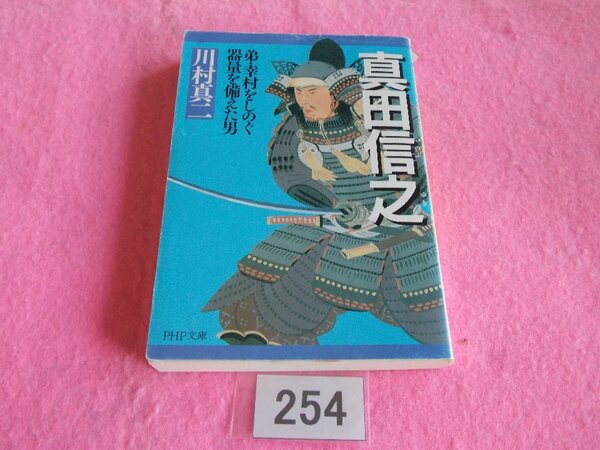 真田信之
弟・幸村をしのぐ
器量を備えた男
川村真二
PHP文庫
254